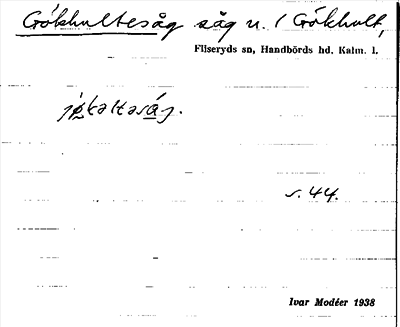 Gökhultesåg såg u. / Gökhult,
Fliseryds sn, Handbörds hd, Kalm. l.
s. 44.
Ivar Modéer 1938